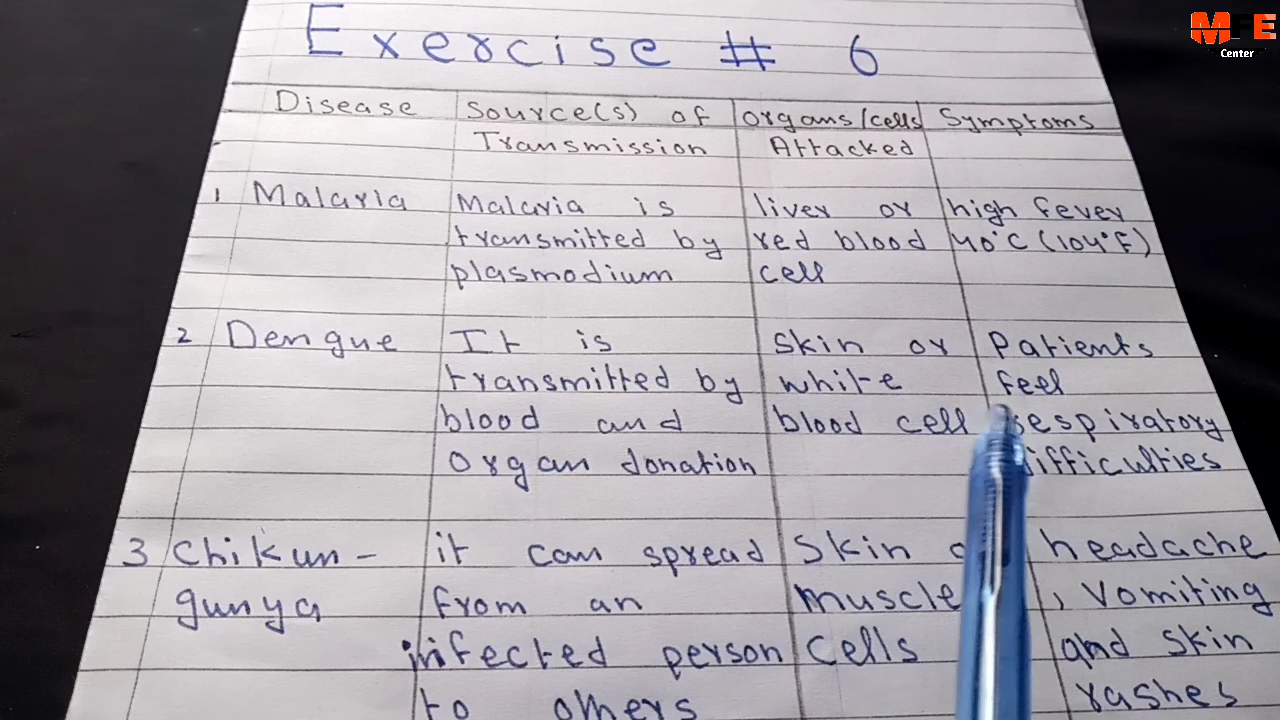 MFE
Center
Exercise # 6
Disease Source(s) of Organs/cells Symptoms
Transmission Attacked
1 Malaria Malaria is liver or high fever
transmitted by red blood 40°C (104°F)
plasmodium cell
2 Dengue It is Skin or Patients
transmitted by white feel
blood and blood cell respiratory
Organ donation difficulties
3 Chikun- it can spread Skin headache
gunya from an muscle , vomiting
infected person cells and skin
to others rashes